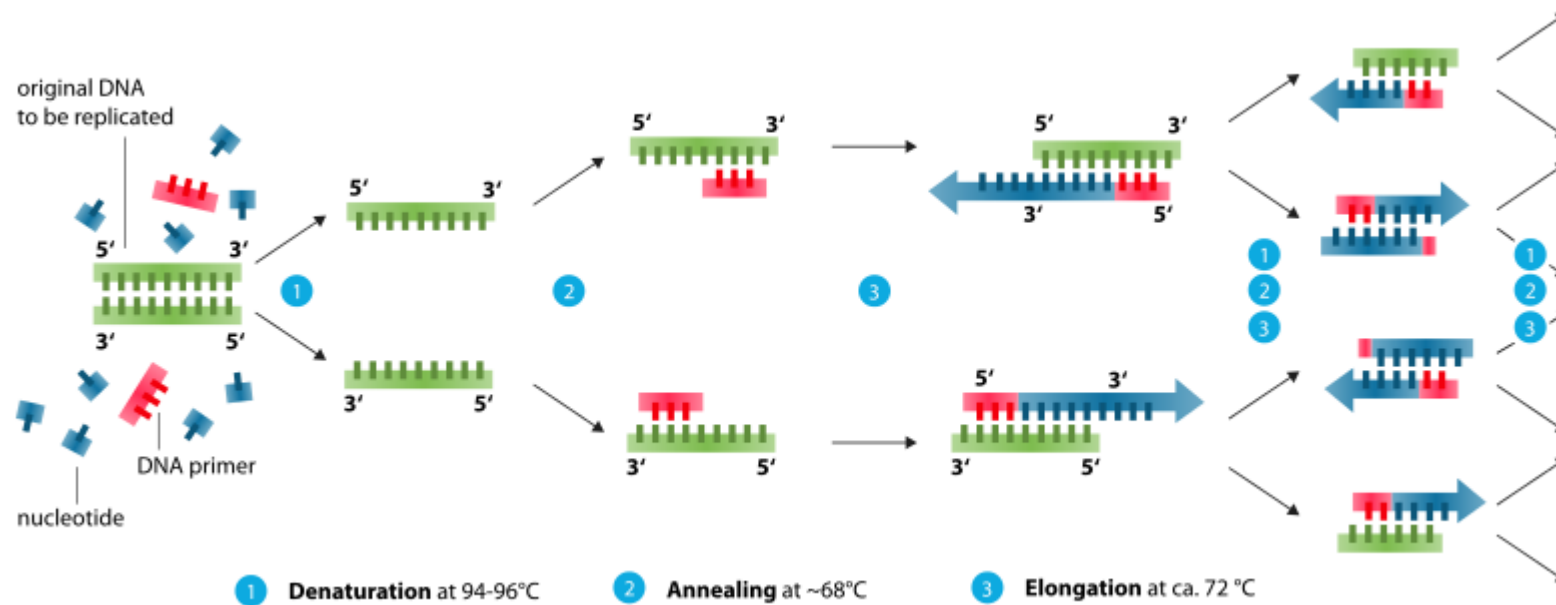 original DNA
to be replicated
5‘ 3‘
3‘ 5‘
DNA primer
nucleotide
5‘ 3‘
1
3‘ 5‘
5‘ 3‘
2
3‘ 5‘
5‘ 3‘
3‘ 5‘
3
5‘ 3‘
3‘ 5‘
1
2
3
1
2
3
1 Denaturation at 94-96°C
2 Annealing at ~68°C
3 Elongation at ca. 72 °C